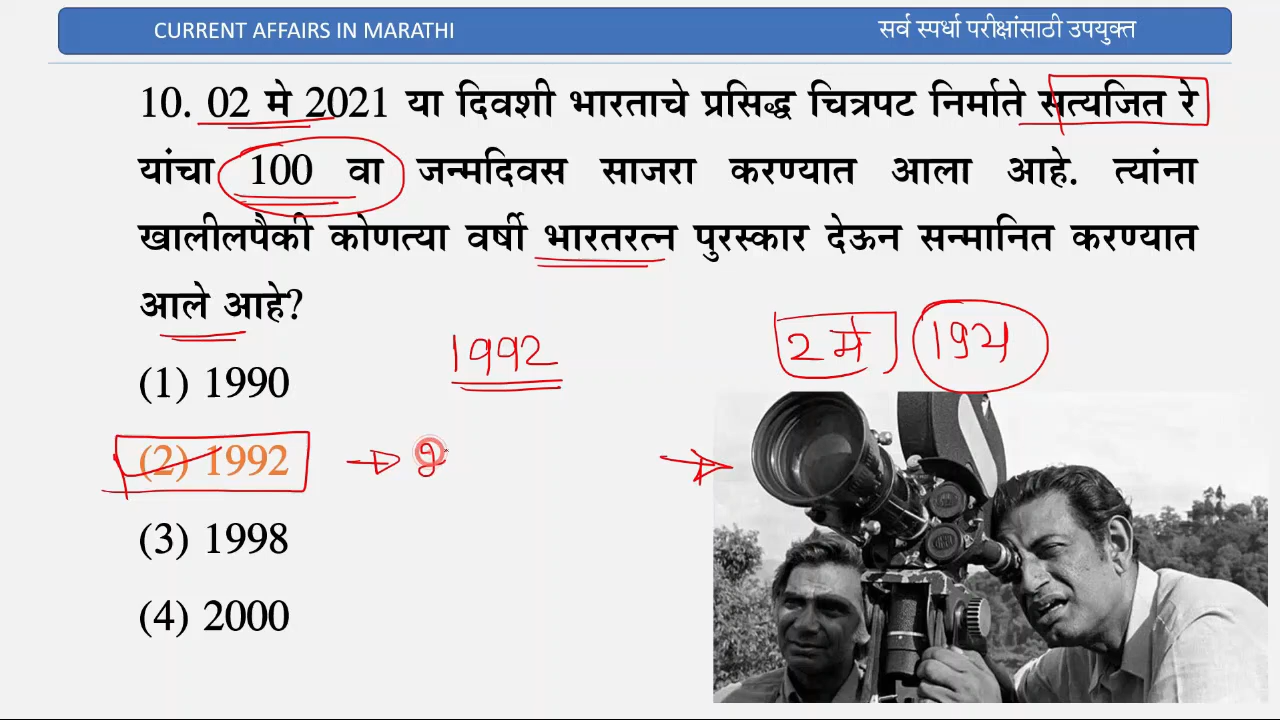 CURRENT AFFAIRS IN MARATHI
सर्व स्पर्धा परीक्षांसाठी उपयुक्त
10. 02 मे 2021 या दिवशी भारताचे प्रसिद्ध चित्रपट निर्माते सत्यजित रे
यांचा 100 वा जन्मदिवस साजरा करण्यात आला आहे. त्यांना
खालीलपैकी कोणत्या वर्षी भारतरत्न पुरस्कार देऊन सन्मानित करण्यात
आले आहे?
1992
2 मे 1921
(1) 1990
(2) 1992
(3) 1998
(4) 2000